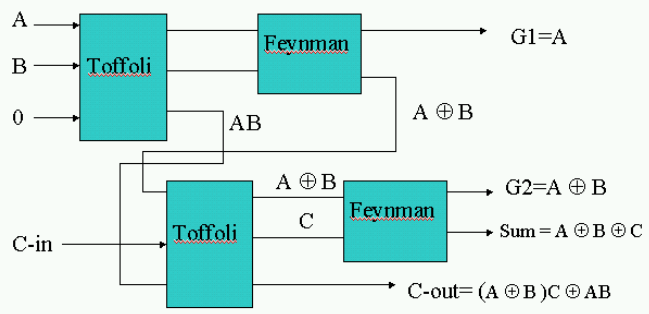 A
G1=A
Feynman
B
Toffoli
0
AB
A ⊕ B
A ⊕ B
G2=A ⊕ B
Feynman
C
Toffoli
Sum = A ⊕ B ⊕ C
C-in
C-out= (A ⊕ B )C ⊕ AB